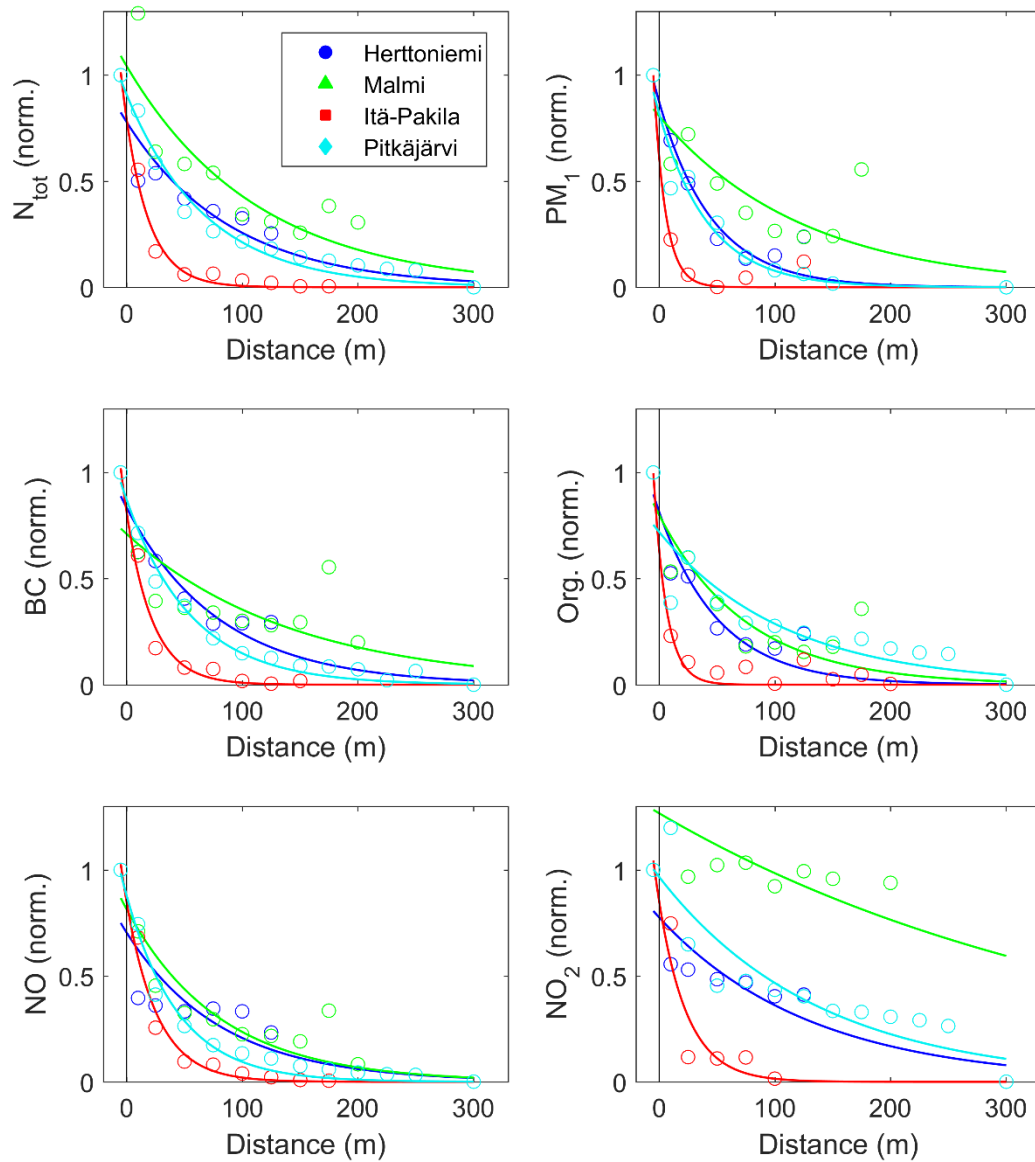 N_tot (norm.)
1
0.5
0
0 100 200 300
Distance (m)
Herttoniemi
Malmi
Itä-Pakila
Pitkäjärvi
PM_1 (norm.)
1
0.5
0
0 100 200 300
Distance (m)
BC (norm.)
1
0.5
0
0 100 200 300
Distance (m)
Org. (norm.)
1
0.5
0
0 100 200 300
Distance (m)
NO (norm.)
1
0.5
0
0 100 200 300
Distance (m)
NO_2 (norm.)
1
0.5
0
0 100 200 300
Distance (m)